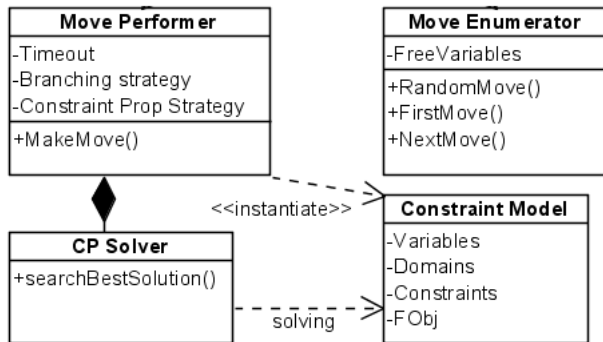 Move Performer
-Timeout
-Branching strategy
-Constraint Prop Strategy
+MakeMove()
Move Enumerator
-FreeVariables
+RandomMove()
+FirstMove()
+NextMove()
<<instantiate>>
CP Solver
+searchBestSolution()
solving
Constraint Model
-Variables
-Domains
-Constraints
-FObj